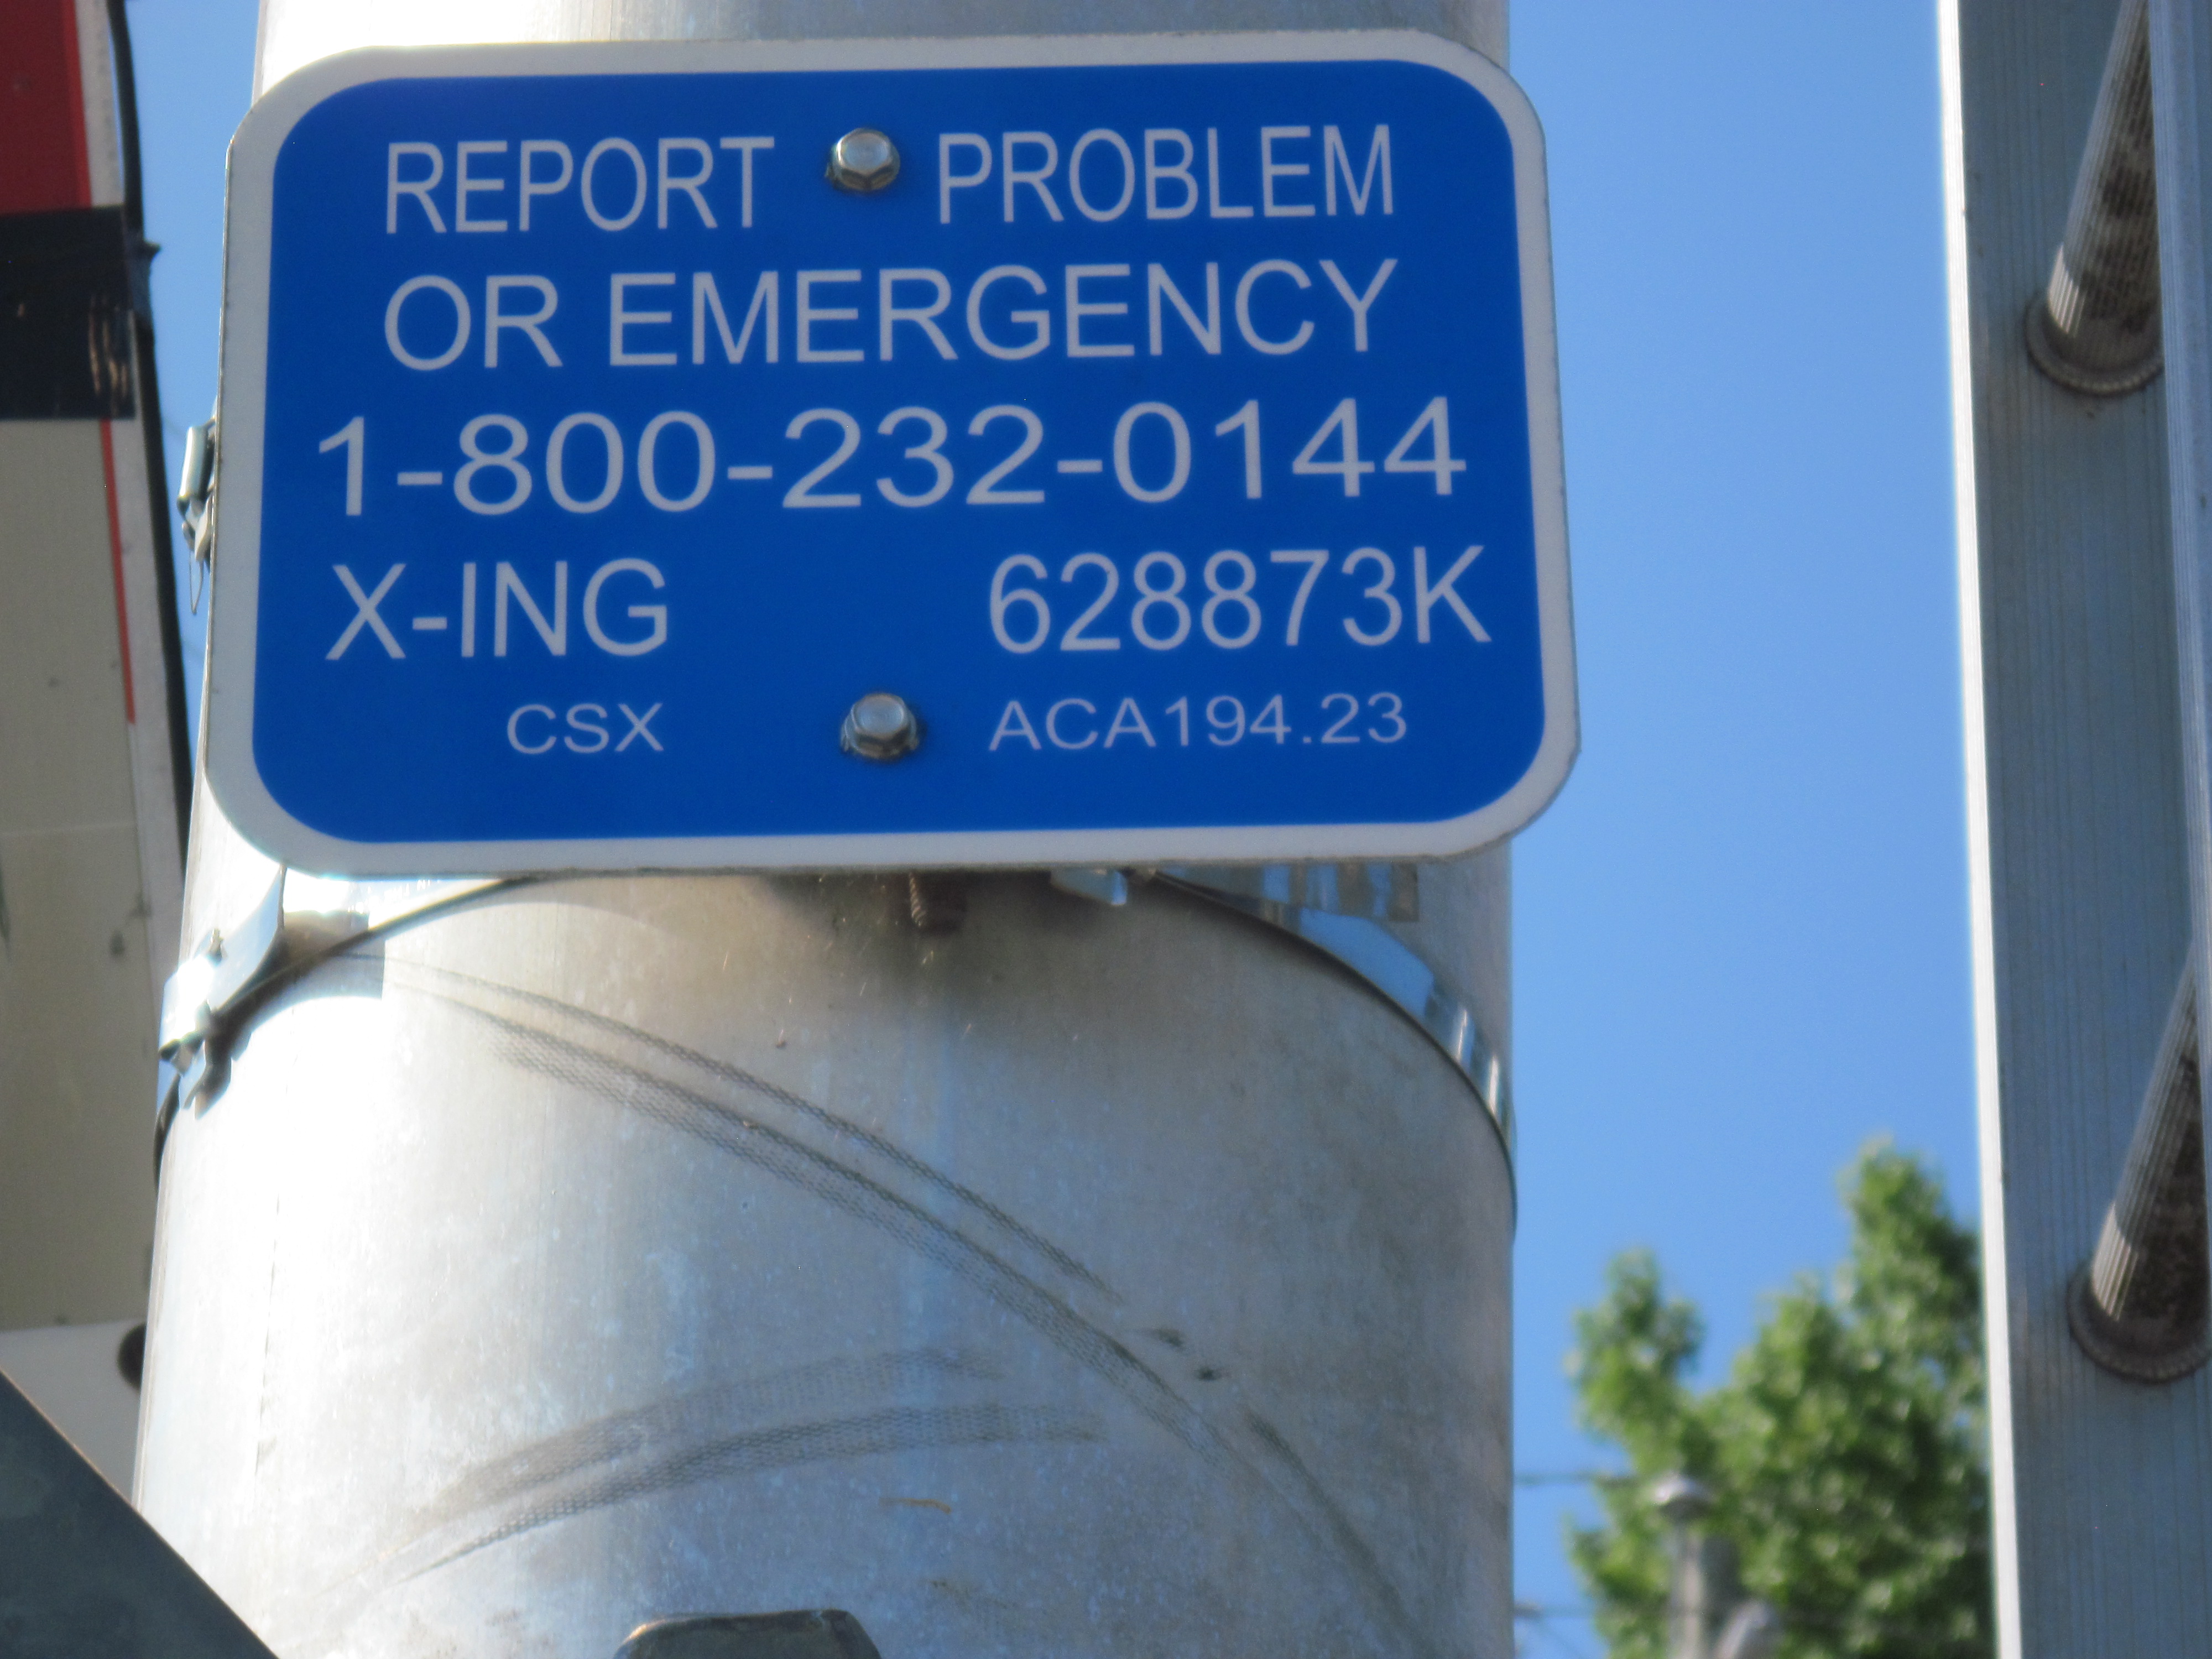 REPORT PROBLEM
OR EMERGENCY
1-800-232-0144
X-ING 628873K
CSX ACA194.23